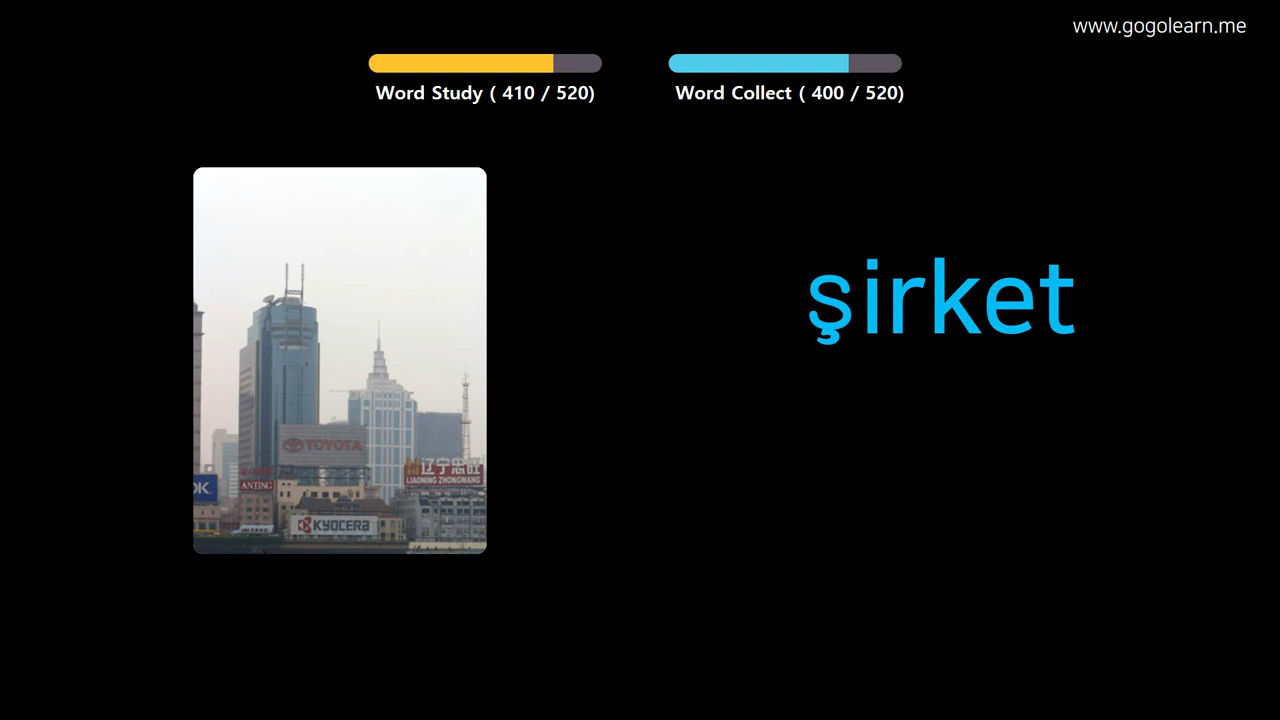 www.gogolearn.me
Word Study ( 410 / 520)
Word Collect ( 400 / 520)
şirket
TOYOTA
辽宁忠旺
LIAONING ZHONGWANG
ANTING
OK
KYOCERA